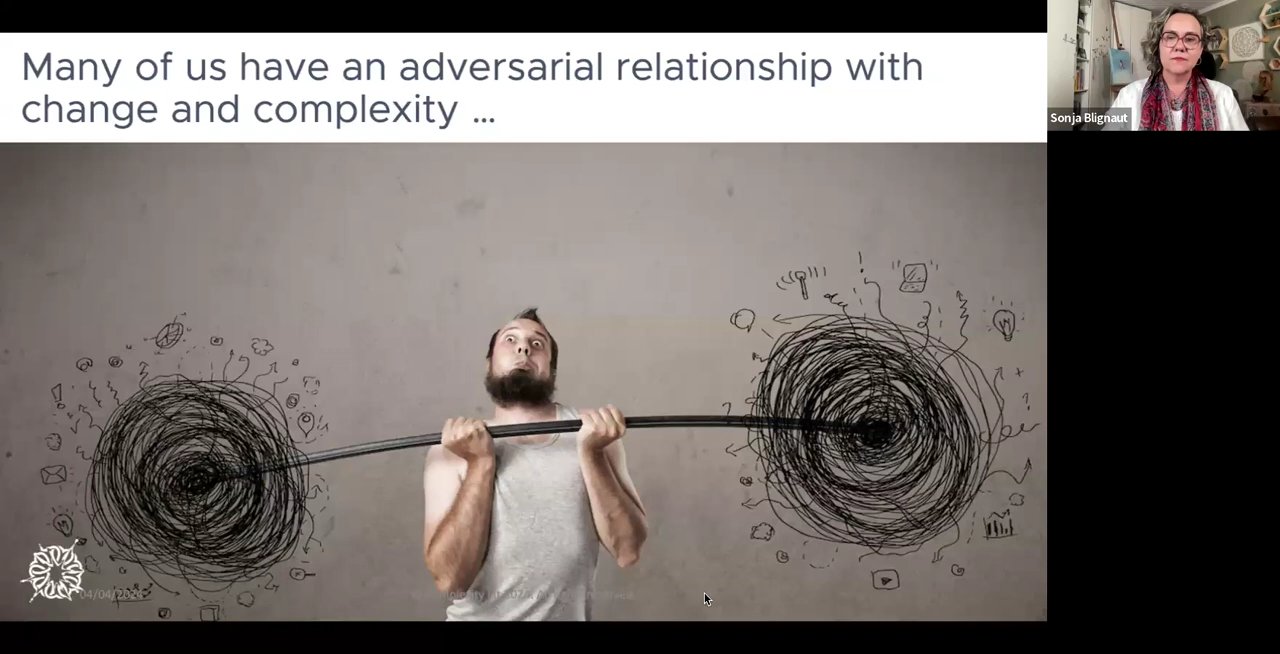 Many of us have an adversarial relationship with
change and complexity ...
Sonja Blignaut